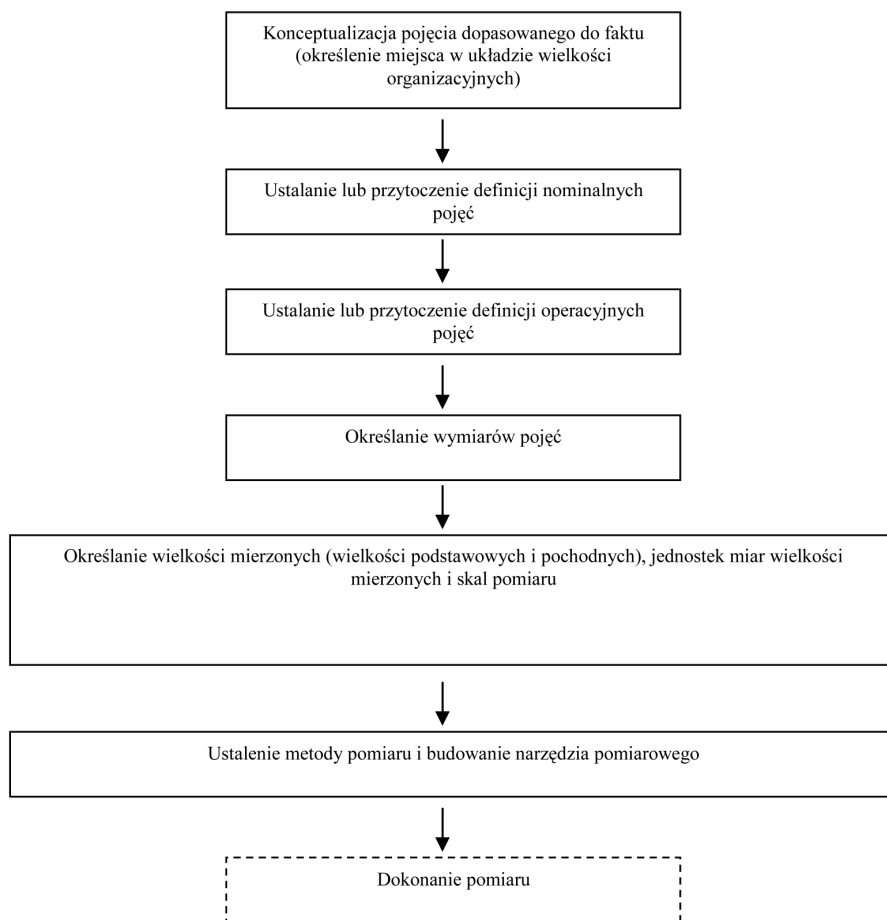 Konceptualizacja pojęcia dopasowanego do faktu
(określenie miejsca w układzie wielkości
organizacyjnych)
Ustalanie lub przytoczenie definicji nominalnych
pojęć
Ustalanie lub przytoczenie definicji operacyjnych
pojęć
Określanie wymiarów pojęć
Określanie wielkości mierzonych (wielkości podstawowych i pochodnych), jednostek miar wielkości
mierzonych i skal pomiaru
Ustalenie metody pomiaru i budowanie narzędzia pomiarowego
Dokonanie pomiaru